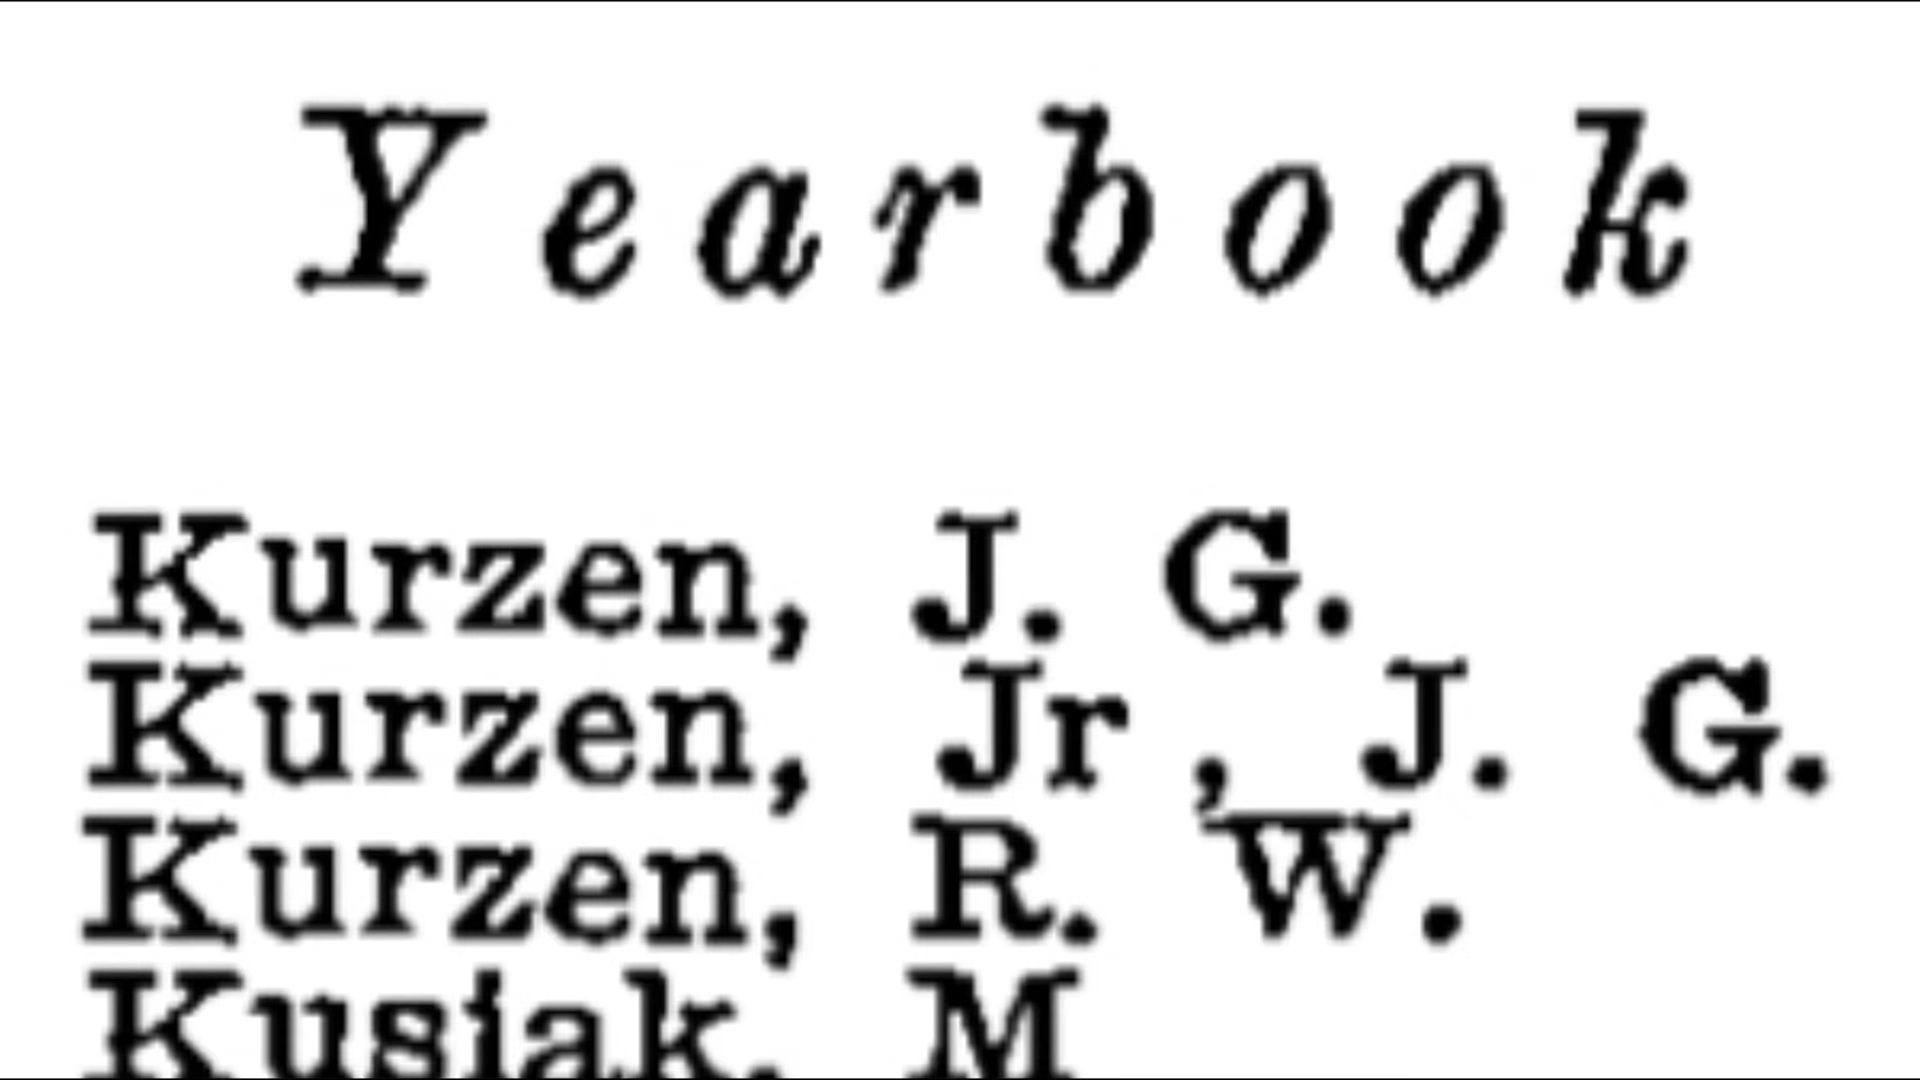 Yearbook
Kurzen, J. G.
Kurzen, Jr , J. G.
Kurzen, R. W.
Kusiak, M